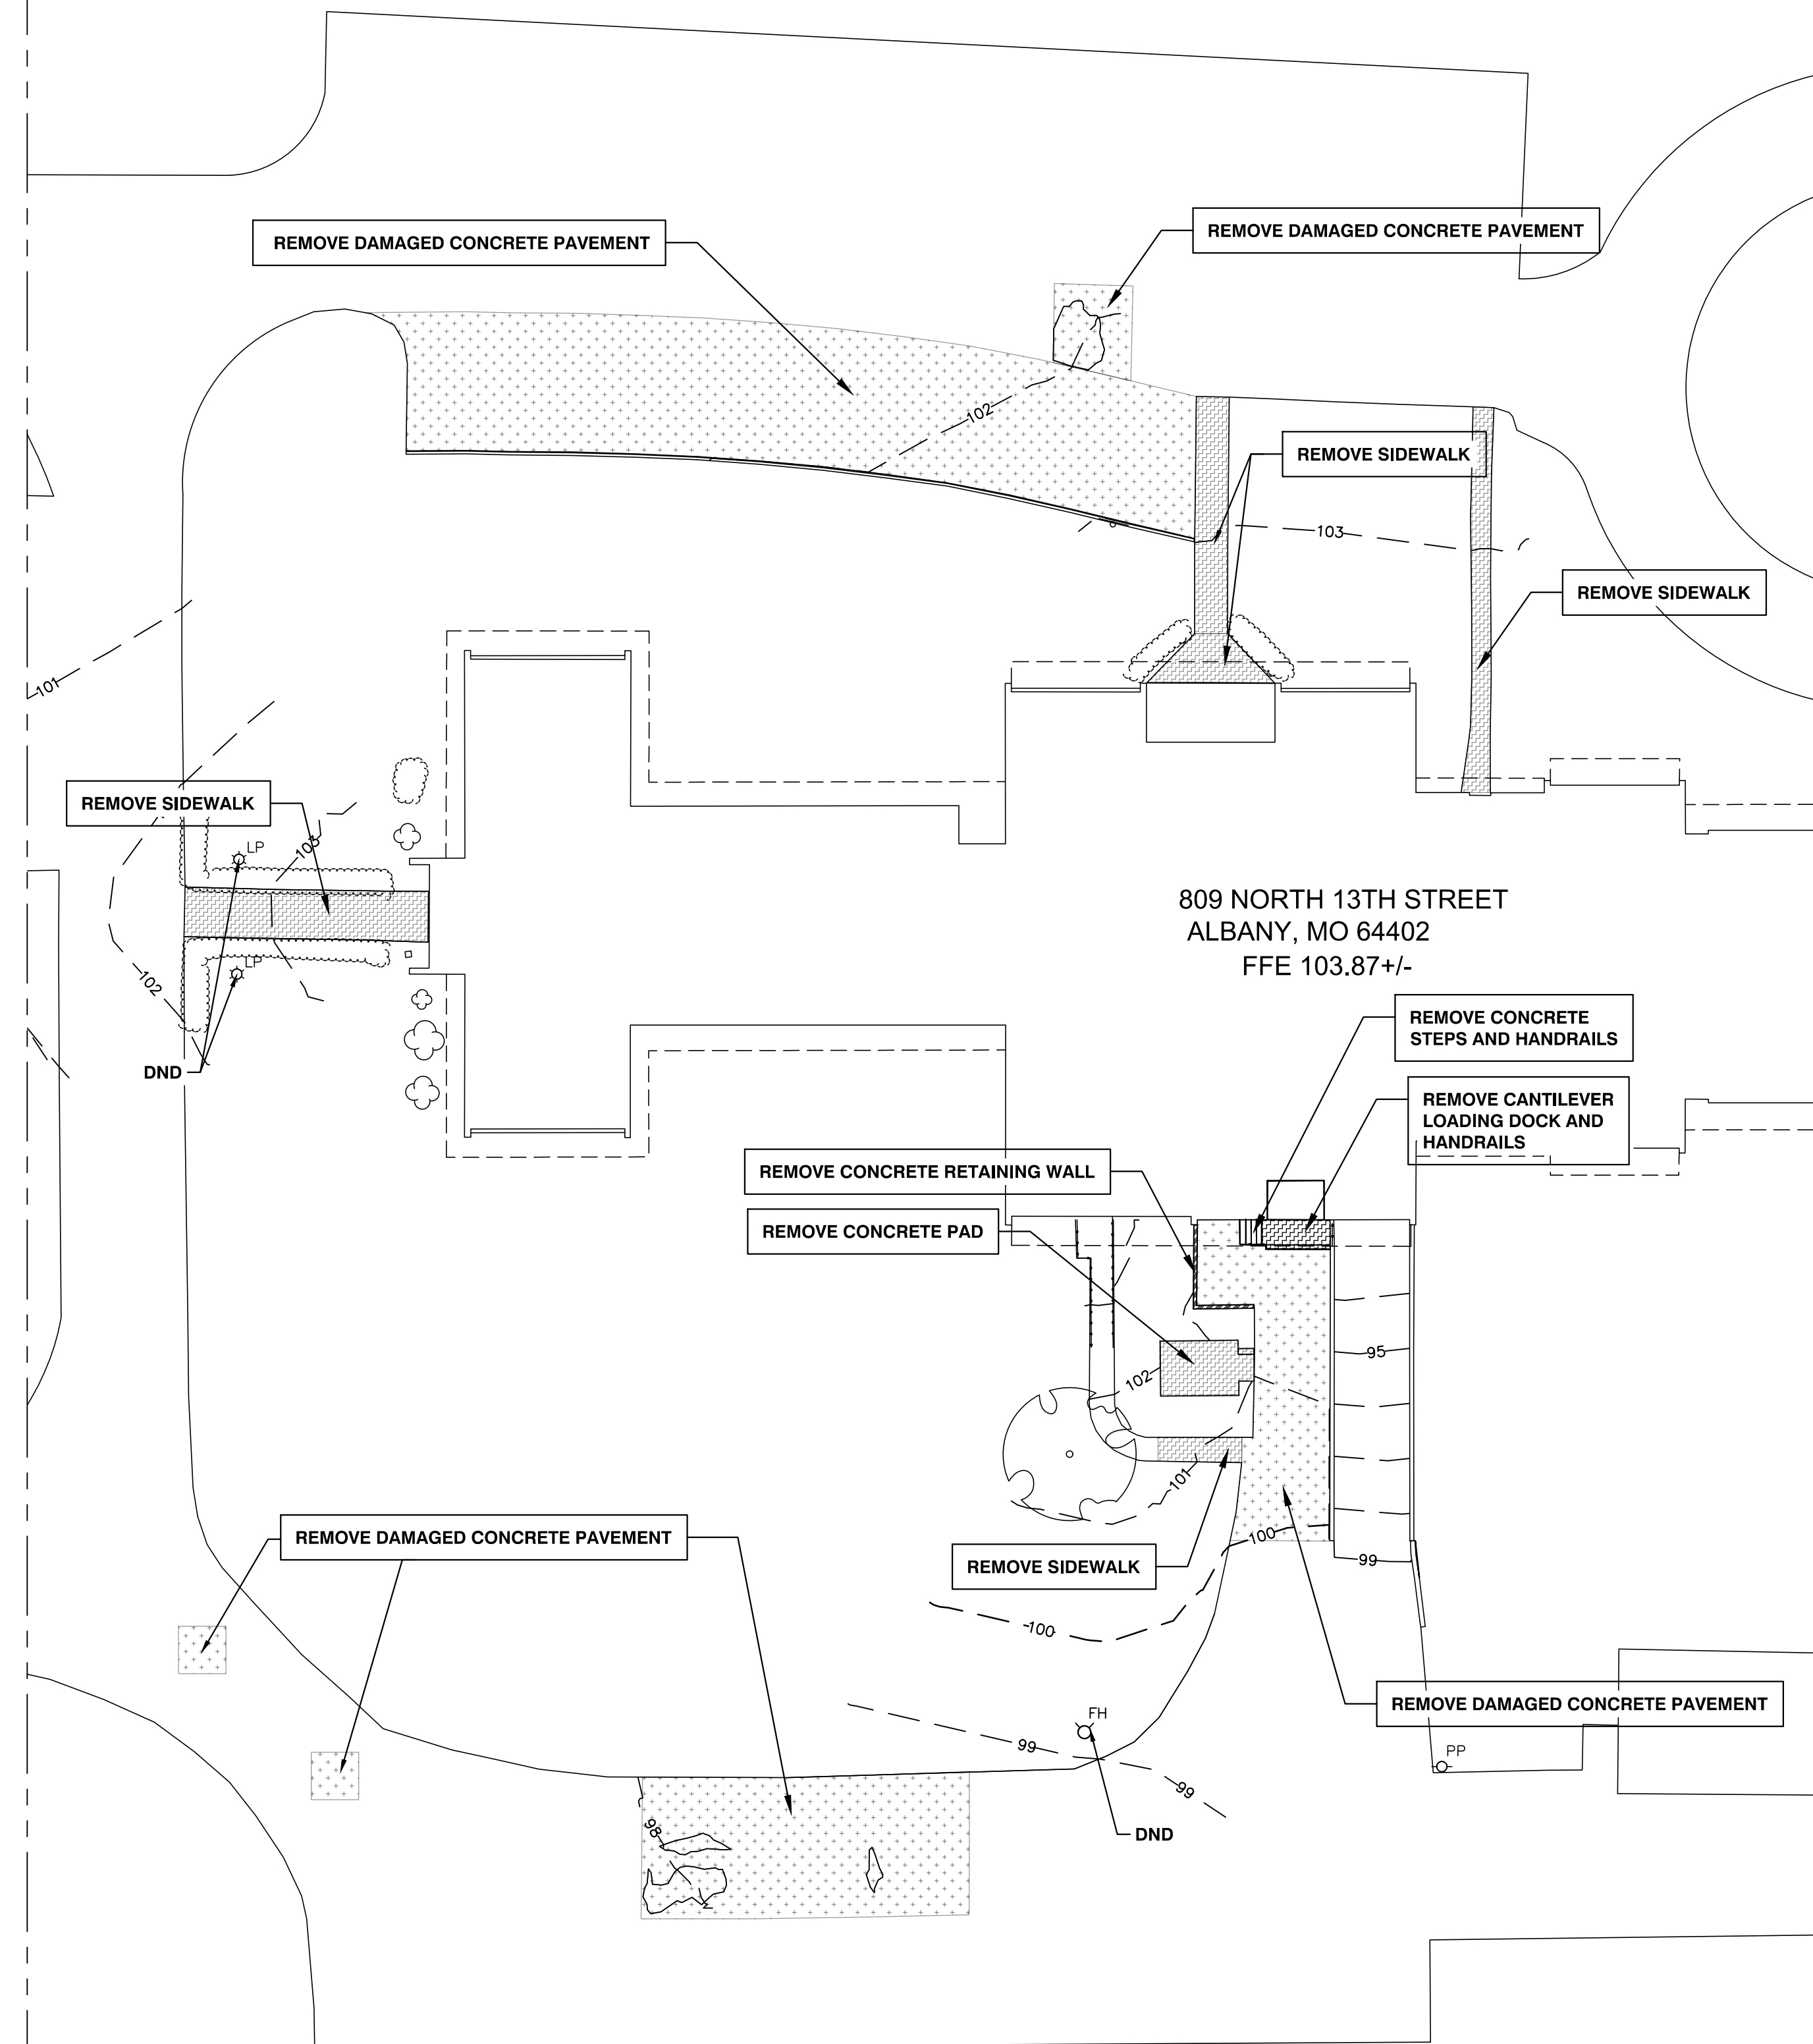 REMOVE DAMAGED CONCRETE PAVEMENT
REMOVE DAMAGED CONCRETE PAVEMENT
102
REMOVE SIDEWALK
103
REMOVE SIDEWALK
101
REMOVE SIDEWALK
LP
103
LP
102
DND
809 NORTH 13TH STREET
ALBANY, MO 64402
FFE 103.87+/-
REMOVE CONCRETE
STEPS AND HANDRAILS
REMOVE CANTILEVER
LOADING DOCK AND
HANDRAILS
REMOVE CONCRETE RETAINING WALL
REMOVE CONCRETE PAD
95
102
101
REMOVE DAMAGED CONCRETE PAVEMENT
100
99
REMOVE SIDEWALK
100
REMOVE DAMAGED CONCRETE PAVEMENT
FH
99
PP
99
98
DND